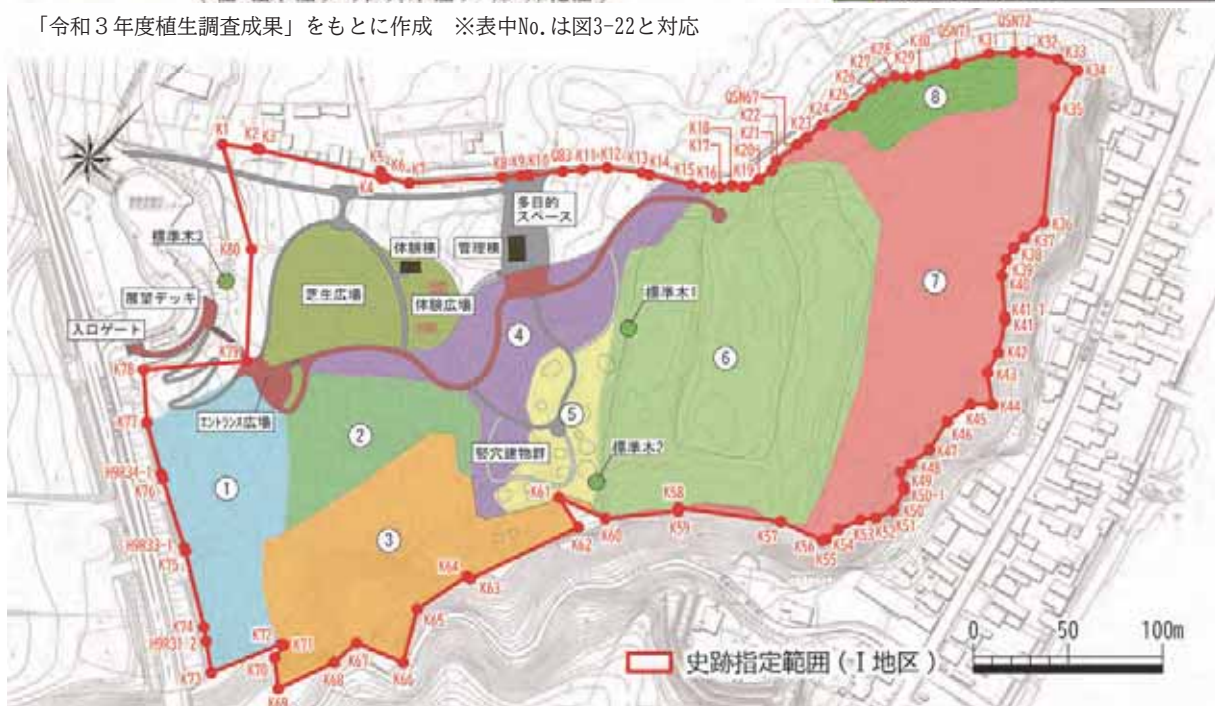 「令和３年度植生調査成果」をもとに作成　※表中No.は図3-22と対応
QSN72
QSN71
K28
K30
K31
K32
K33
K27
K29
K34
K26
K35
K25
QSN67
K24
K22
K23
K21
K18
K20
K17
⑧
K1
K2
K3
K5
K6
K7
K8
K9
K10
Q83
K11
K12
K13
K14
K15
K16
K19
K4
多目的
スペース
K36
標準木3
K80
体験棟
管理棟
K37
K38
K39
K40
展望デッキ
芝生広場
体験広場
標準木1
⑦
入口ゲート
④
⑥
K41-1
K41
K79
K42
K78
K43
エントランス広場
⑤
K44
K45
K77
②
K46
竪穴建物群
標準木2
K47
H9R34-1
K76
①
K61
K48
K49
K50-1
K58
K50
③
K60
K59
K51
K57
K52
K53
H9R33-1
K62
K56
K54
K55
K75
K64
K63
K65
K74
H9R31-2
K72
K71
0
50
100m
K70
K67
史跡指定範囲（Ⅰ地区）
K73
K68
K66
K69